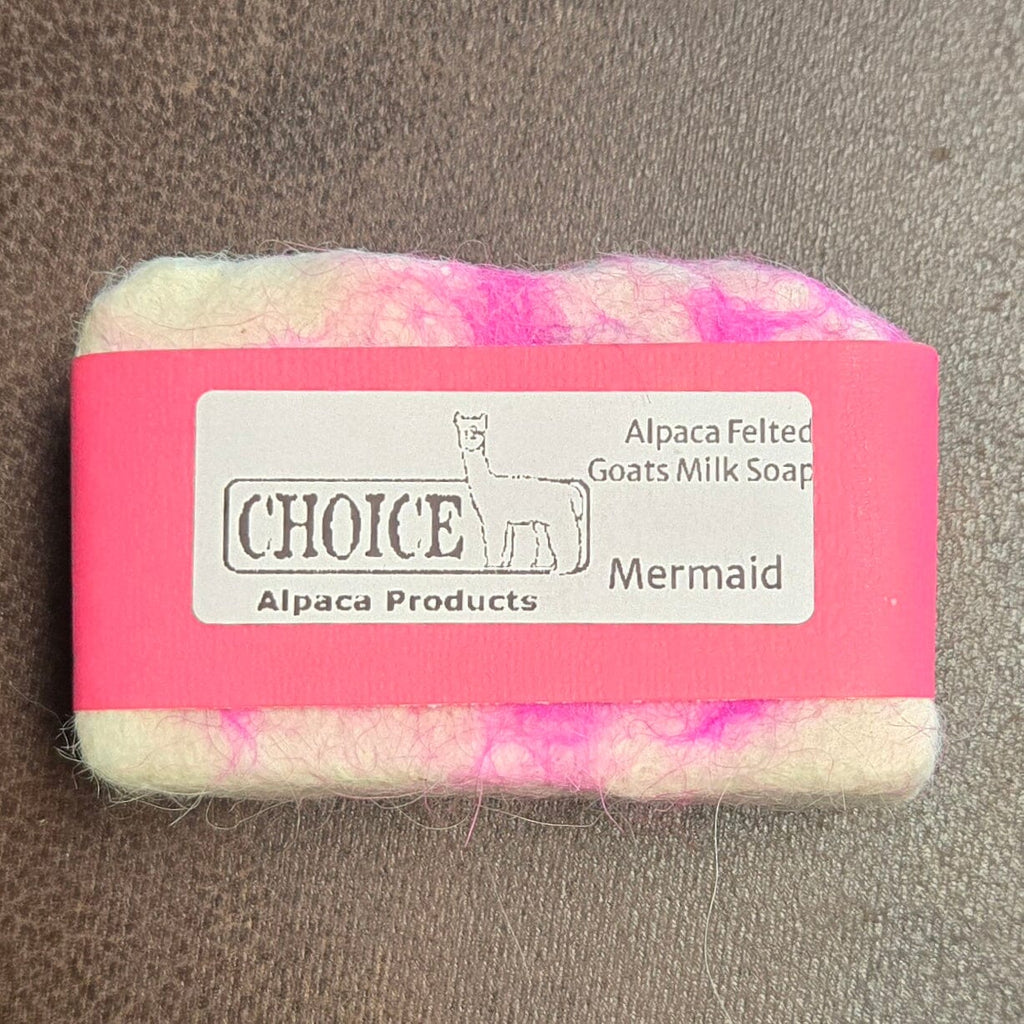 Alpaca Felted
Goats Milk Soap
CHOICE
Mermaid
Alpaca Products